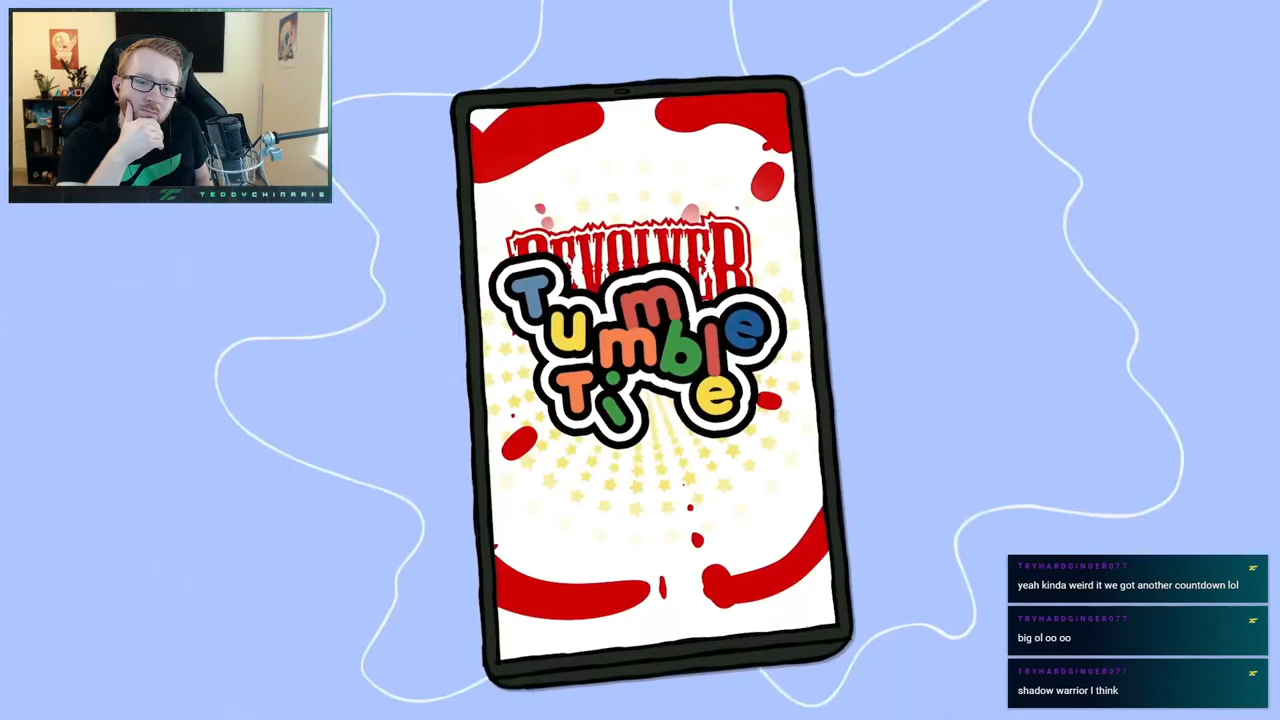 TEDDYCHINARIS
REVOLVER
Tumble
Time
TRYHARDGINGER077
yeah kinda weird it we got another countdown lol
TRYHARDGINGER077
big ol oo oo
TRYHARDGINGER077
shadow warrior I think